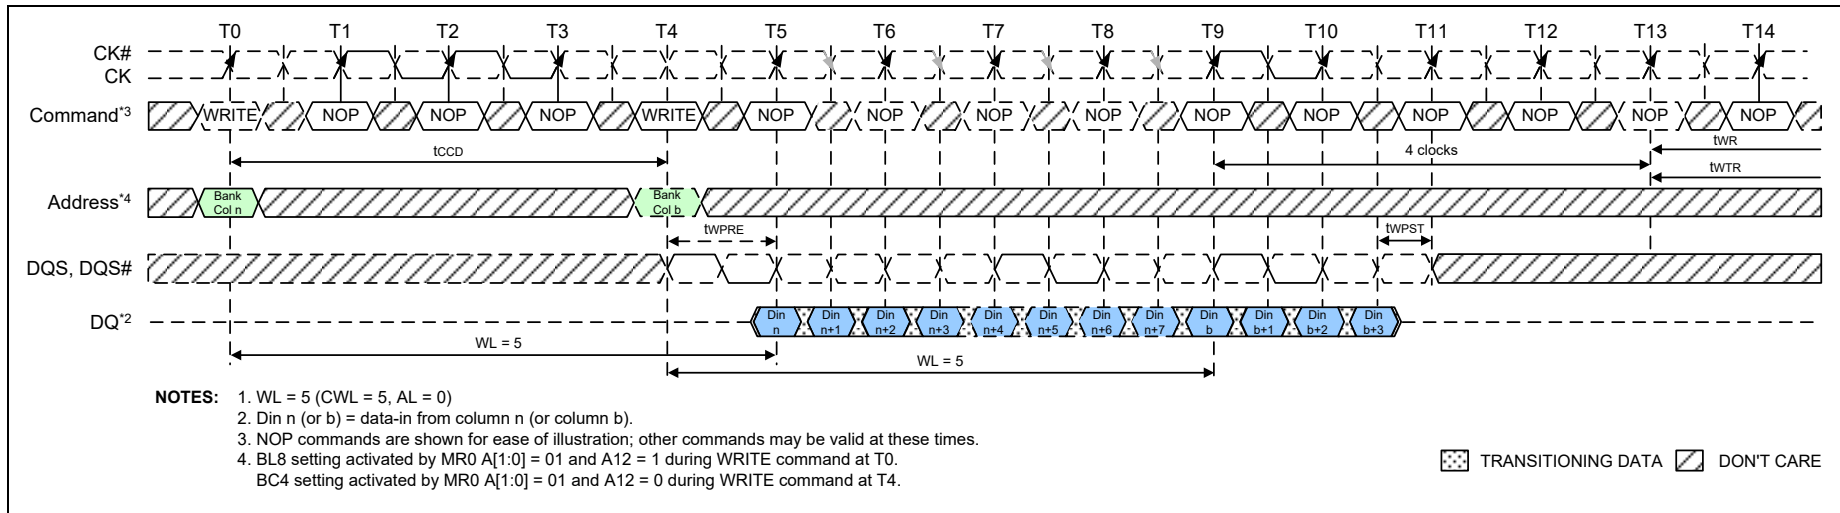 T0 T1 T2 T3 T4 T5 T6 T7 T8 T9 T10 T11 T12 T13 T14
CK#
CK
Command*3 WRITE NOP NOP NOP WRITE NOP NOP NOP NOP NOP NOP NOP NOP NOP NOP
tCCD 4 clocks tWR
tWTR
Address*4 Bank Col n Bank Col b
tWPRE tWPST
DQS, DQS#
DQ*2 Din n Din n+1 Din n+2 Din n+3 Din n+4 Din n+5 Din n+6 Din n+7 Din b Din b+1 Din b+2 Din b+3
WL = 5
WL = 5
NOTES: 1. WL = 5 (CWL = 5, AL = 0)
2. Din n (or b) = data-in from column n (or column b).
3. NOP commands are shown for ease of illustration; other commands may be valid at these times.
4. BL8 setting activated by MR0 A[1:0] = 01 and A12 = 1 during WRITE command at T0.
BC4 setting activated by MR0 A[1:0] = 01 and A12 = 0 during WRITE command at T4.
TRANSITIONING DATA DON'T CARE